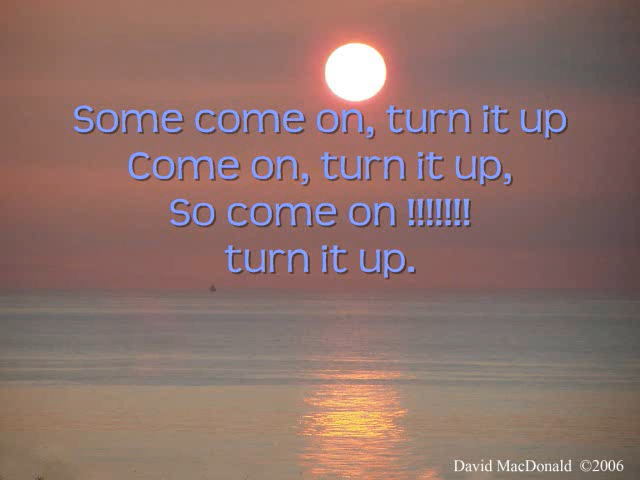 Some come on, turn it up
Come on, turn it up,
So come on !!!!!!!
turn it up.
David MacDonald ©2006